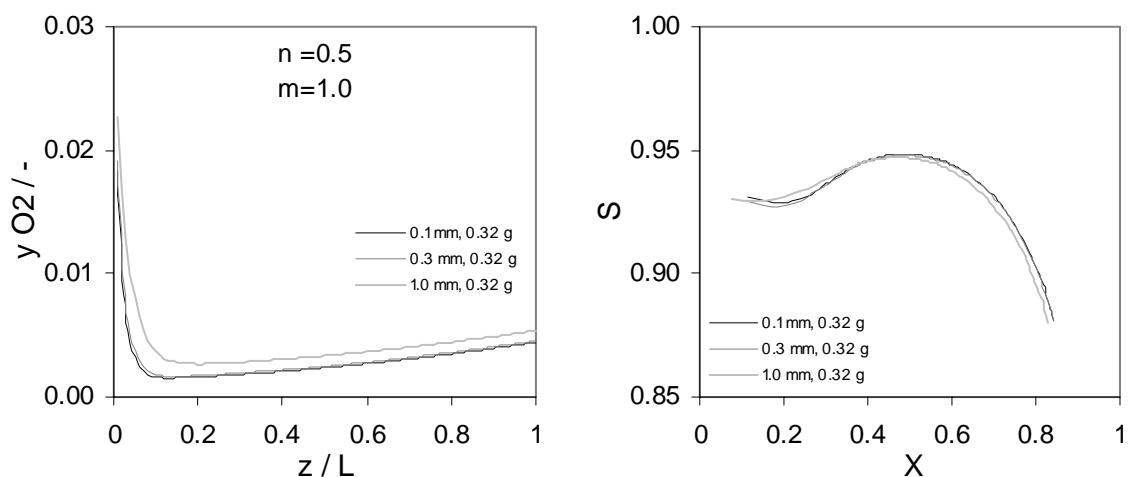 0.03
0.02
0.01
0.00
y O2 / -
n =0.5
m=1.0
0.1mm, 0.32 g
0.3 mm, 0.32 g
1.0 mm, 0.32 g
0 0.2 0.4 0.6 0.8 1
z / L
1.00
0.95
0.90
0.85
S
0.1mm, 0.32 g
0.3 mm, 0.32 g
1.0 mm, 0.32 g
0 0.2 0.4 0.6 0.8 1
X